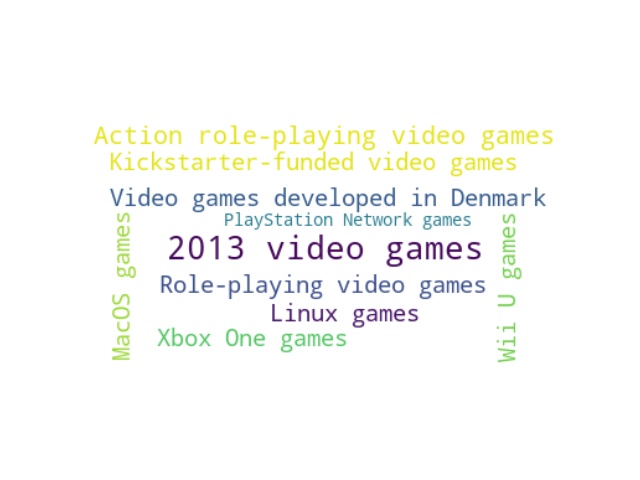 Action role-playing video games
Kickstarter-funded video games
Video games developed in Denmark
PlayStation Network games
MacOS games
2013 video games
Wii U games
Role-playing video games
Linux games
Xbox One games